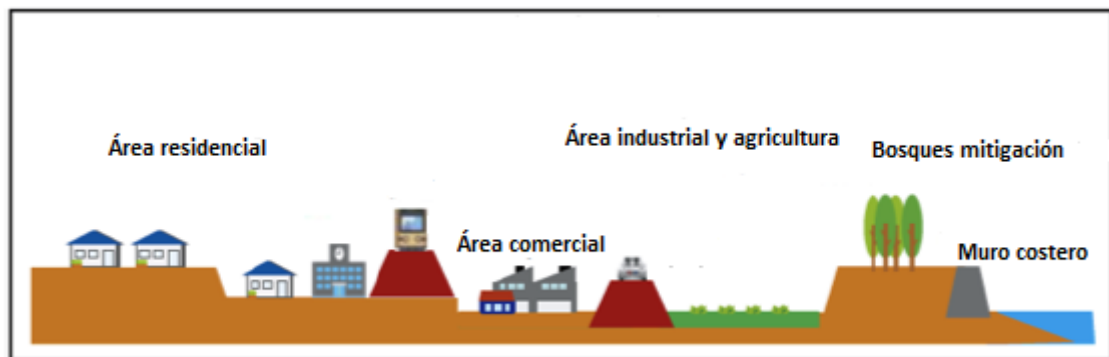 Área residencial
Área industrial y agricultura
Bosques mitigación
Área comercial
Muro costero